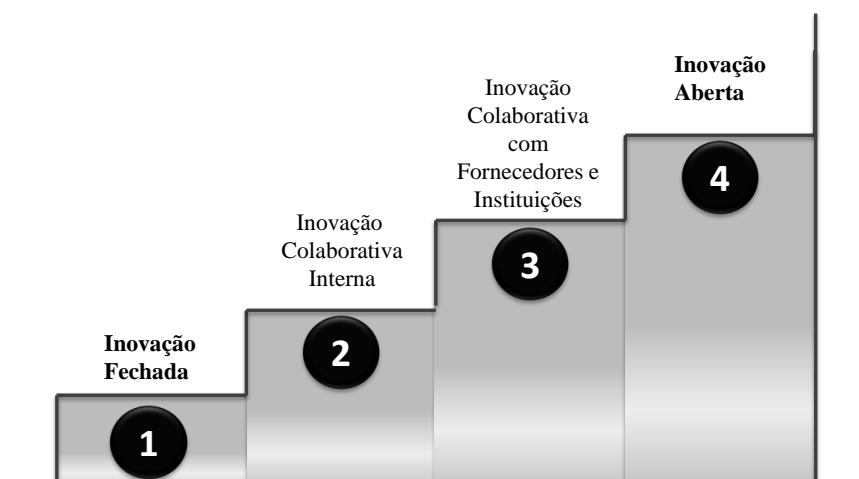 Inovação
Fechada
1
Inovação
Colaborativa
Interna
2
Inovação
Colaborativa
com
Fornecedores e
Instituições
3
Inovação
Aberta
4